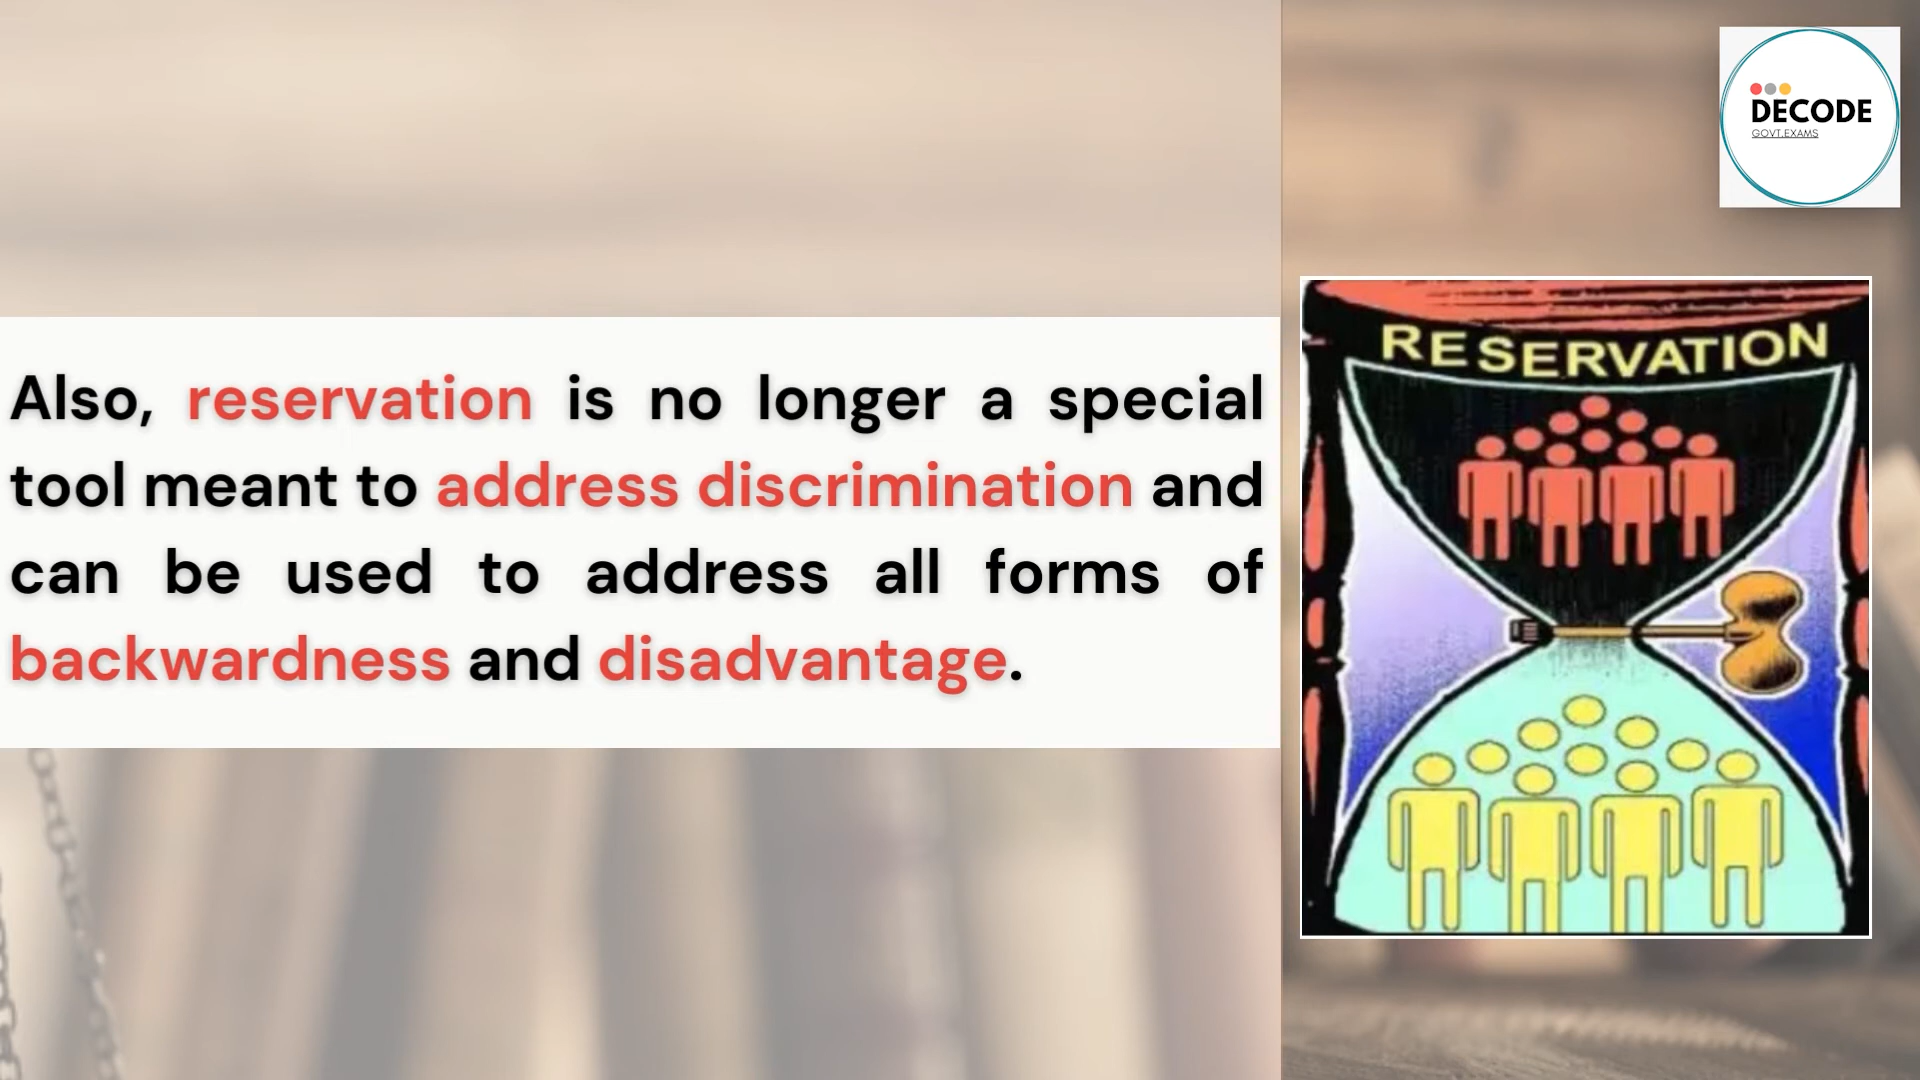 DECODE
GOVT.EXAMS
Also, reservation is no longer a special
tool meant to address discrimination and
can be used to address all forms of
backwardness and disadvantage.
RESERVATION